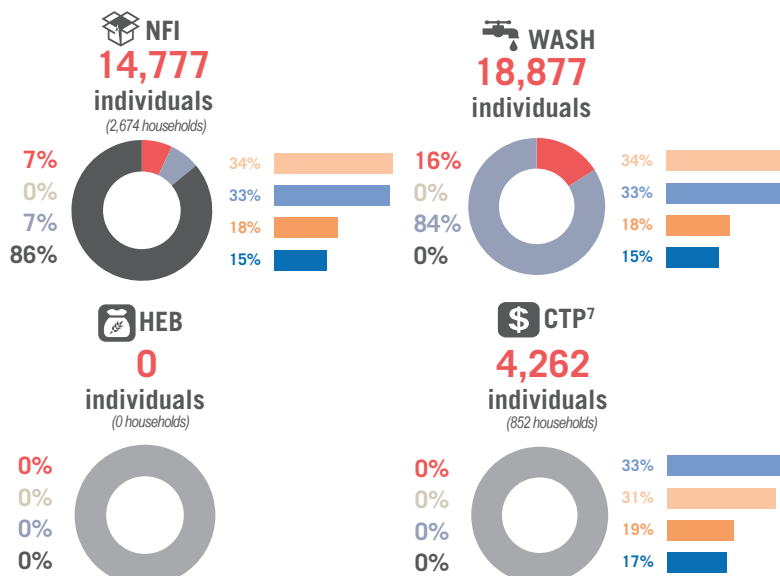 NFI
14,777
individuals
(2,674 households)
7%
0%
7%
86%
34%
33%
18%
15%
WASH
18,877
individuals
16%
0%
84%
0%
34%
33%
18%
15%
HEB
0
individuals
(0 households)
0%
0%
0%
0%
$ CTP⁷
4,262
individuals
(852 households)
0%
0%
0%
0%
33%
31%
19%
17%